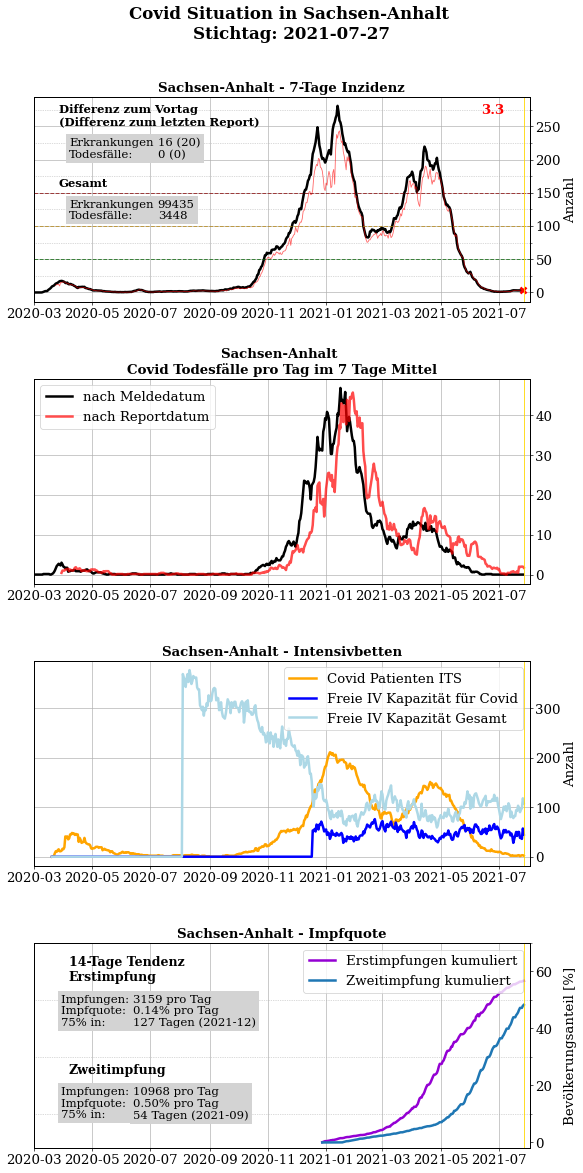 Covid Situation in Sachsen-Anhalt
Stichtag: 2021-07-27
Sachsen-Anhalt - 7-Tage Inzidenz
Differenz zum Vortag
(Differenz zum letzten Report)
Erkrankungen 16 (20)
Todesfälle: 0 (0)
Gesamt
Erkrankungen 99435
Todesfälle: 3448
3.3
250
200
150
100
50
0
Anzahl
2020-03 2020-05 2020-07 2020-09 2020-11 2021-01 2021-03 2021-05 2021-07
Sachsen-Anhalt
Covid Todesfälle pro Tag im 7 Tage Mittel
nach Meldedatum
nach Reportdatum
40
30
20
10
0
2020-03 2020-05 2020-07 2020-09 2020-11 2021-01 2021-03 2021-05 2021-07
Sachsen-Anhalt - Intensivbetten
Covid Patienten ITS
Freie IV Kapazität für Covid
Freie IV Kapazität Gesamt
300
200
100
0
Anzahl
2020-03 2020-05 2020-07 2020-09 2020-11 2021-01 2021-03 2021-05 2021-07
Sachsen-Anhalt - Impfquote
14-Tage Tendenz
Erstimpfung
Impfungen: 3159 pro Tag
Impfquote: 0.14% pro Tag
75% in: 127 Tagen (2021-12)
Zweitimpfung
Impfungen: 10968 pro Tag
Impfquote: 0.50% pro Tag
75% in: 54 Tagen (2021-09)
Erstimpfungen kumuliert
Zweitimpfung kumuliert
60
40
20
0
Bevölkerungsanteil [%]
2020-03 2020-05 2020-07 2020-09 2020-11 2021-01 2021-03 2021-05 2021-07